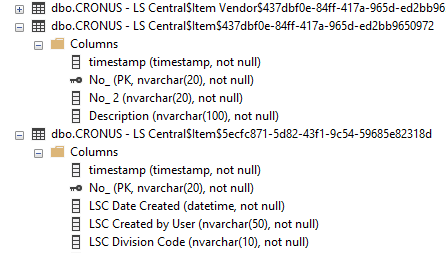 dbo.CRONUS - LS Central$Item Vendor$437dbf0e-84ff-417a-965d-ed2bb96
dbo.CRONUS - LS Central$Item$437dbf0e-84ff-417a-965d-ed2bb9650972
Columns
timestamp (timestamp, not null)
No_ (PK, nvarchar(20), not null)
No_ 2 (nvarchar(20), not null)
Description (nvarchar(100), not null)
dbo.CRONUS - LS Central$Item$5ecfc871-5d82-43f1-9c54-59685e82318d
Columns
timestamp (timestamp, not null)
No_ (PK, nvarchar(20), not null)
LSC Date Created (datetime, not null)
LSC Created by User (nvarchar(50), not null)
LSC Division Code (nvarchar(10), not null)